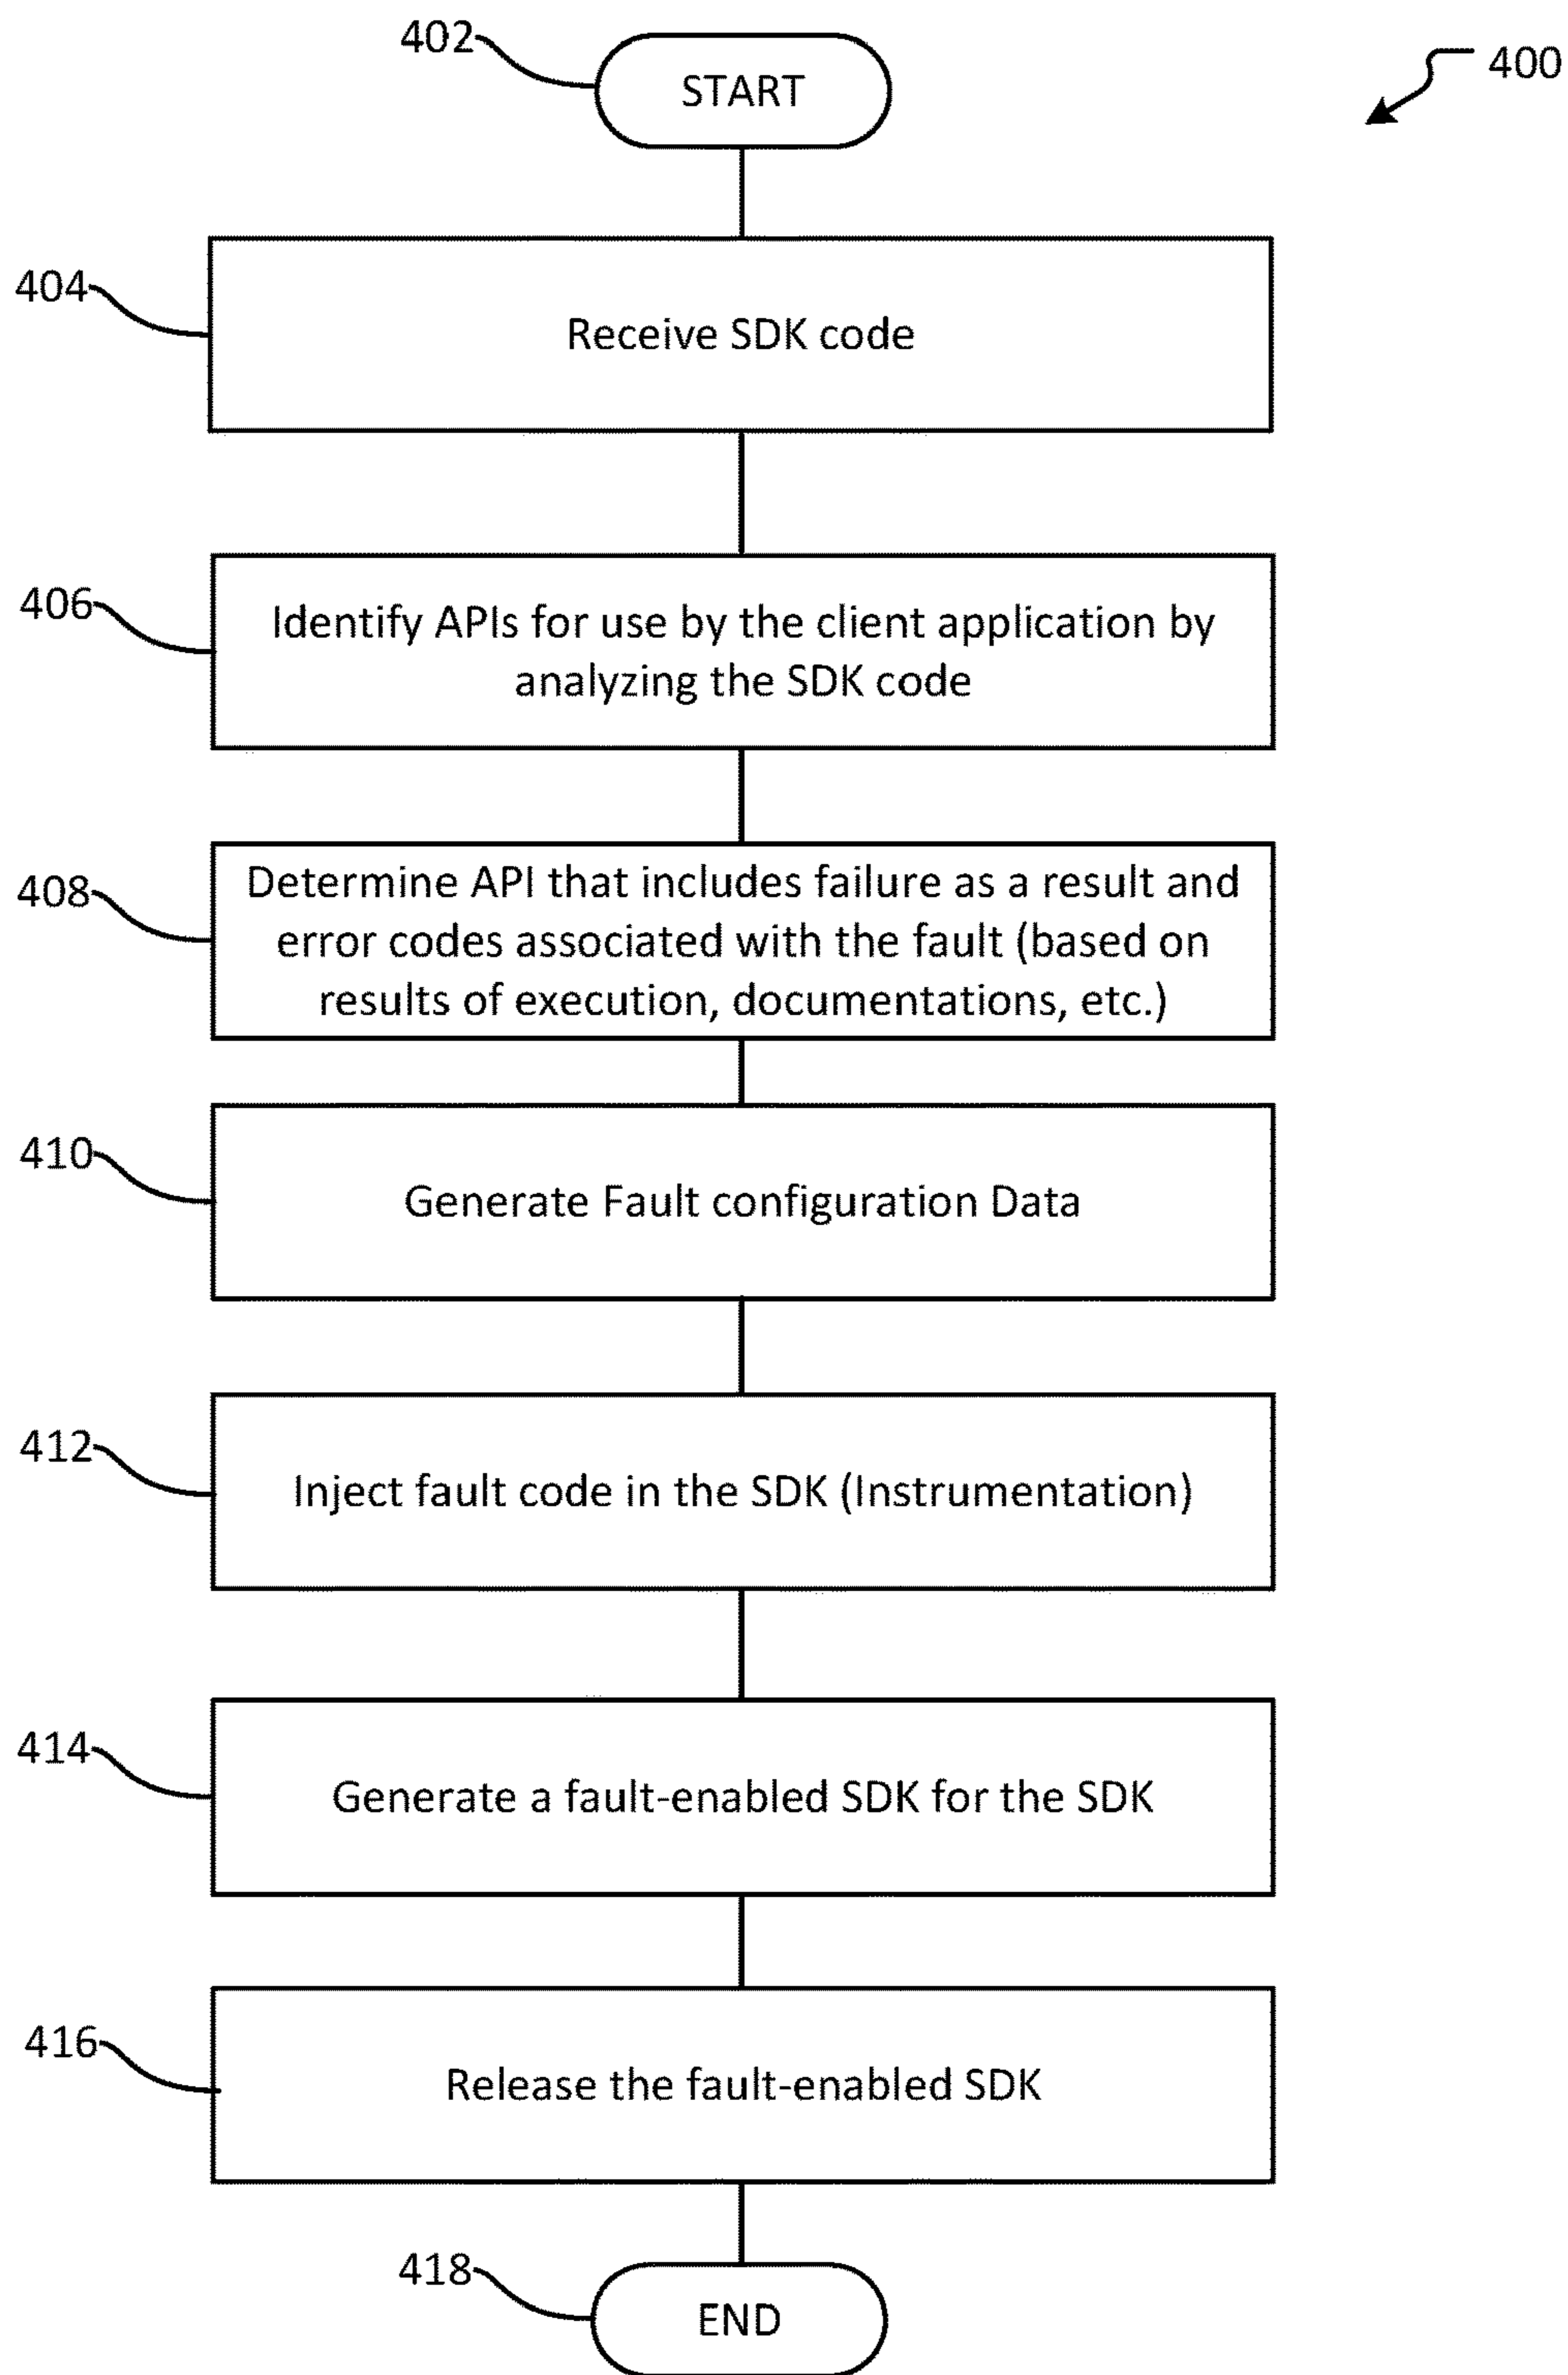 402
START
400
404
Receive SDK code
406
Identify APIs for use by the client application by
analyzing the SDK code
408
Determine API that includes failure as a result and
error codes associated with the fault (based on
results of execution, documentations, etc.)
410
Generate Fault configuration Data
412
Inject fault code in the SDK (Instrumentation)
414
Generate a fault-enabled SDK for the SDK
416
Release the fault-enabled SDK
418
END